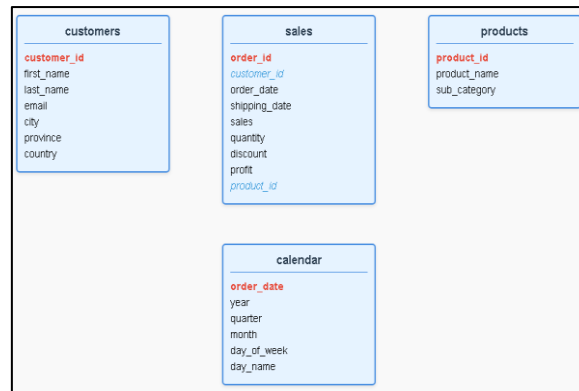 customers
customer_id
first_name
last_name
email
city
province
country
sales
order_id
customer_id
order_date
shipping_date
sales
quantity
discount
profit
product_id
products
product_id
product_name
sub_category
calendar
order_date
year
quarter
month
day_of_week
day_name